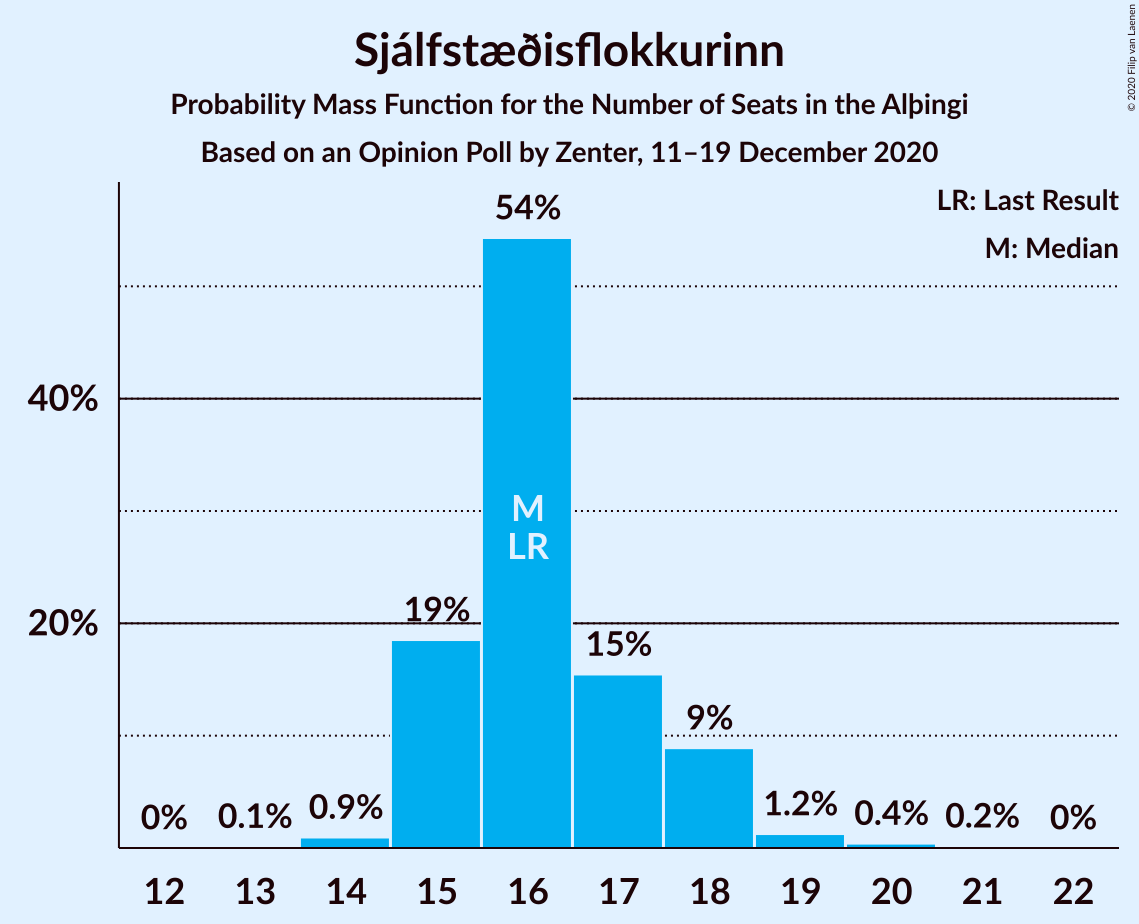 Sjálfstæðisflokkurinn
Probability Mass Function for the Number of Seats in the Alþingi
Based on an Opinion Poll by Zenter, 11–19 December 2020
© 2020 Filip van Laenen
LR: Last Result
M: Median
54%
40%
M
LR
19%
20%
15%
9%
0%
0.1%
0.9%
1.2%
0.4%
0.2%
0%
12 13 14 15 16 17 18 19 20 21 22